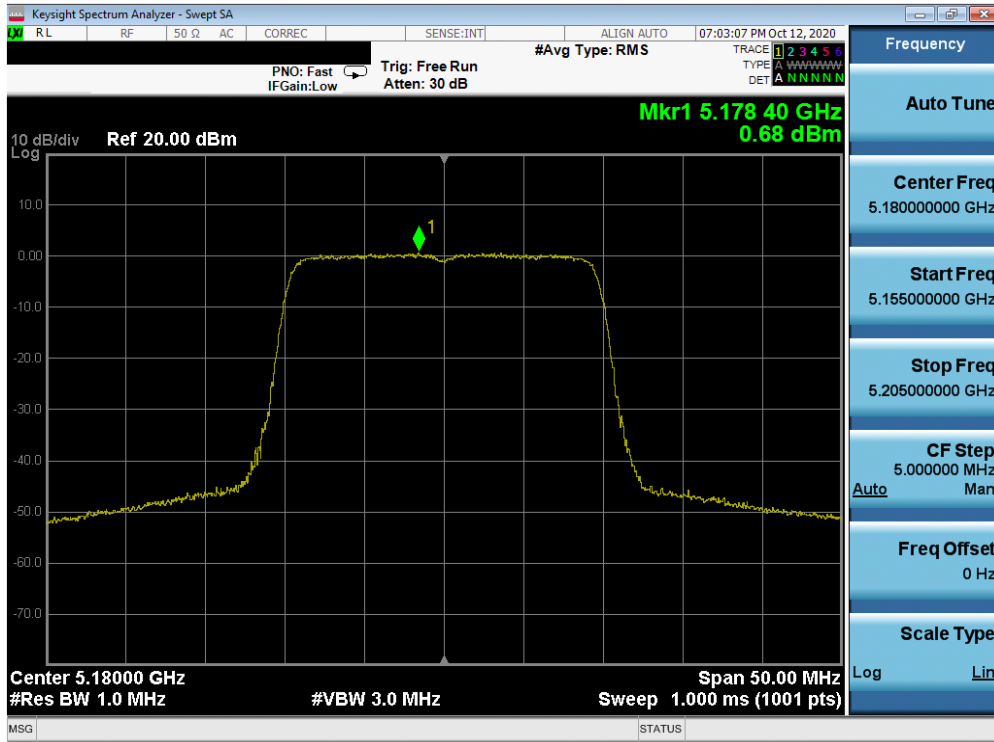 Keysight Spectrum Analyzer - Swept SA
LXI RL RF 50 Ω AC CORREC SENSE:INT ALIGN AUTO 07:03:07 PM Oct 12, 2020
#Avg Type: RMS
TRACE 1 2 3 4 5 6
TYPE A WWWWW
DET A N N N N N
PNO: Fast
IFGain:Low
Trig: Free Run
Atten: 30 dB
Mkr1 5.178 40 GHz
0.68 dBm
10 dB/div
Log
Ref 20.00 dBm
10.0
0.00
-10.0
-20.0
-30.0
-40.0
-50.0
-60.0
-70.0
1
Center 5.18000 GHz
Span 50.00 MHz
#Res BW 1.0 MHz
#VBW 3.0 MHz
Sweep 1.000 ms (1001 pts)
MSG
STATUS
Frequency
Auto Tune
Center Freq
5.180000000 GHz
Start Freq
5.155000000 GHz
Stop Freq
5.205000000 GHz
CF Step
5.000000 MHz
Auto Man
Freq Offset
0 Hz
Scale Type
Log Lin